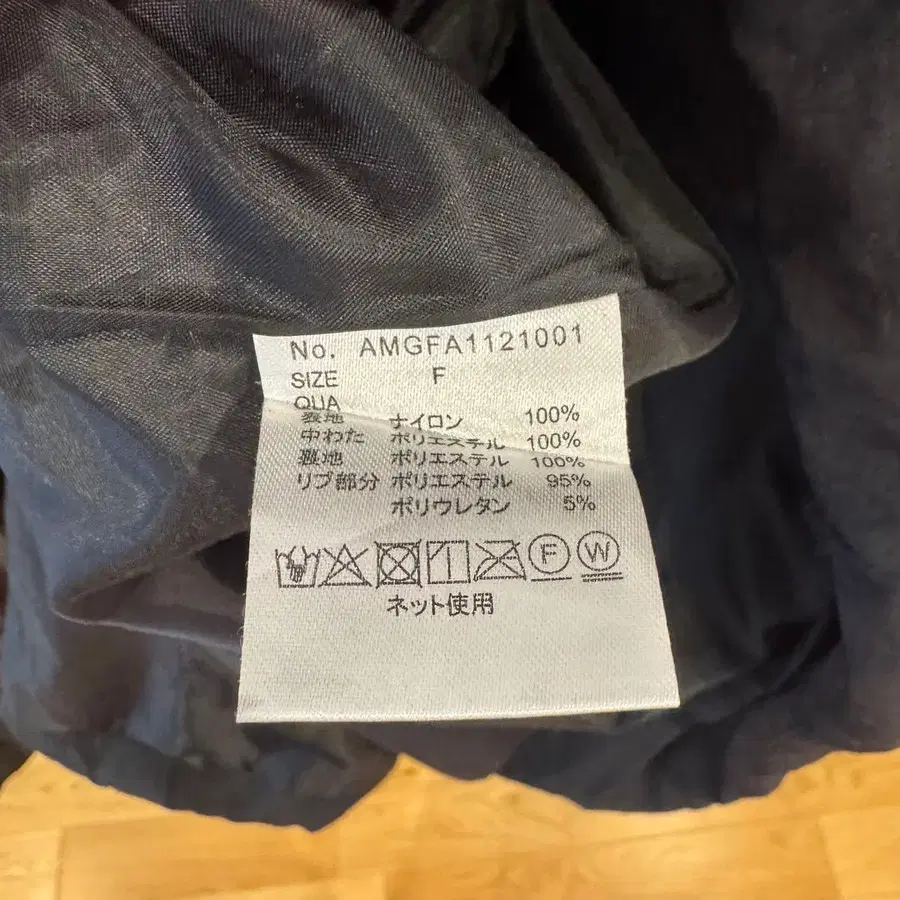 No. AMGFA1121001
SIZE F
QUA
表地 ナイロン 100%
中わた ポリエステル 100%
裏地 ポリエステル 100%
リブ部分 ポリエステル 95%
ポリウレタン 5%
F W
ネット使用